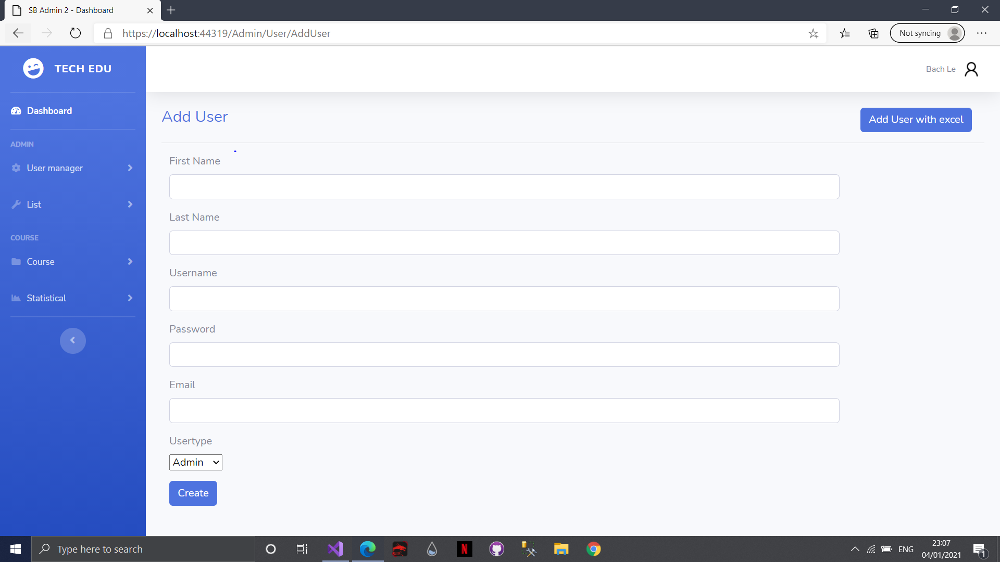 SB Admin 2 - Dashboard
https://localhost:44319/Admin/User/AddUser
Not syncing
TECH EDU
Bach Le
Dashboard
ADMIN
User manager
List
COURSE
Course
Statistical
Add User
Add User with excel
First Name
Last Name
Username
Password
Email
Usertype
Admin
Create
Type here to search
N
ENG
23:07
04/01/2021
1